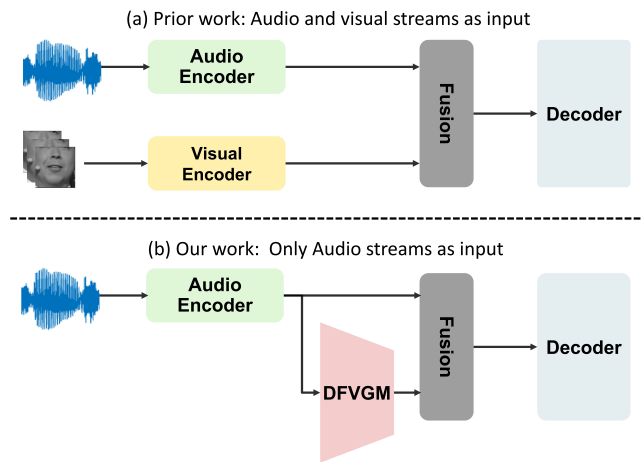 (a) Prior work: Audio and visual streams as input
Audio
Encoder
Visual
Encoder
Fusion
Decoder
(b) Our work:  Only Audio streams as input
Audio
Encoder
DFVGM
Fusion
Decoder